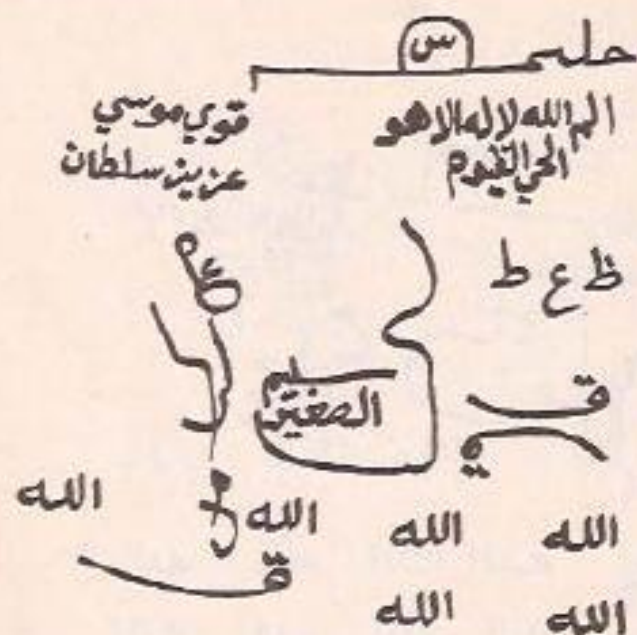 حليم س
الم الله لا اله الا هو
الحي القيوم
قوي موسي
عزيز سلطان
ظ ع ط
سليم
الصغير
الله الله الله الله
الله الله